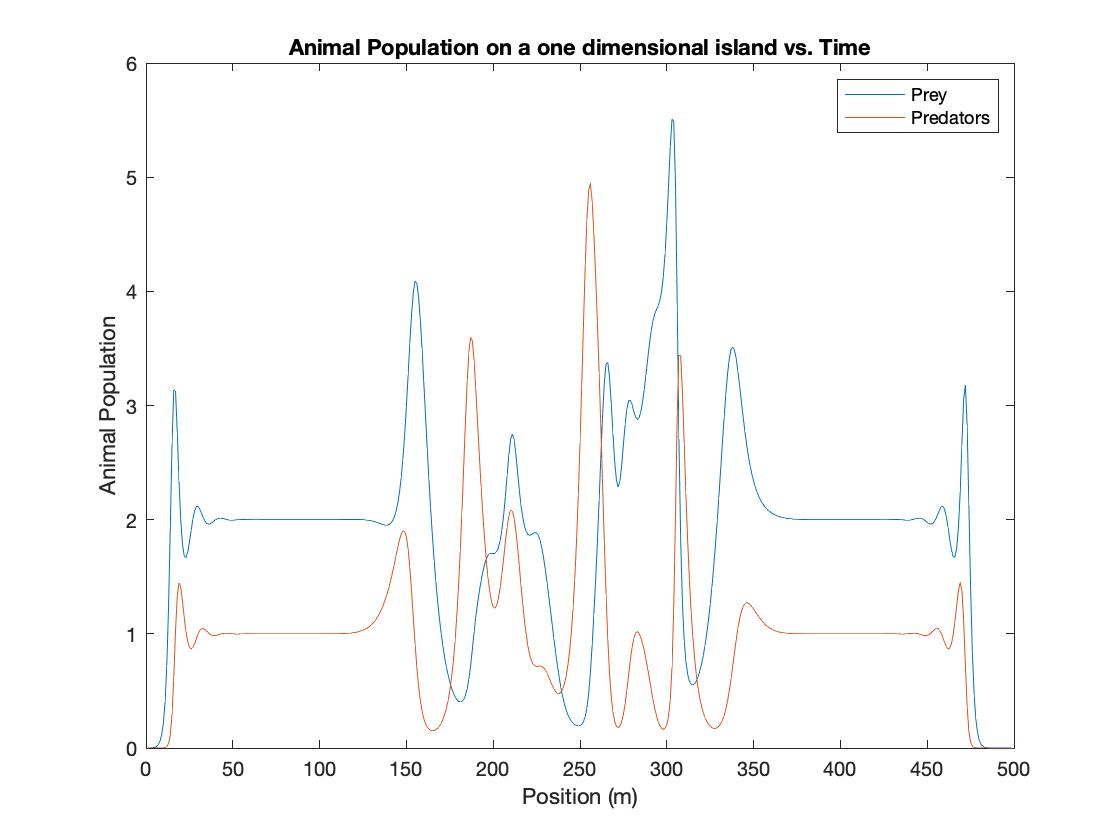 Animal Population on a one dimensional island vs. Time
Prey
Predators
Animal Population
6
5
4
3
2
1
0
0 50 100 150 200 250 300 350 400 450 500
Position (m)